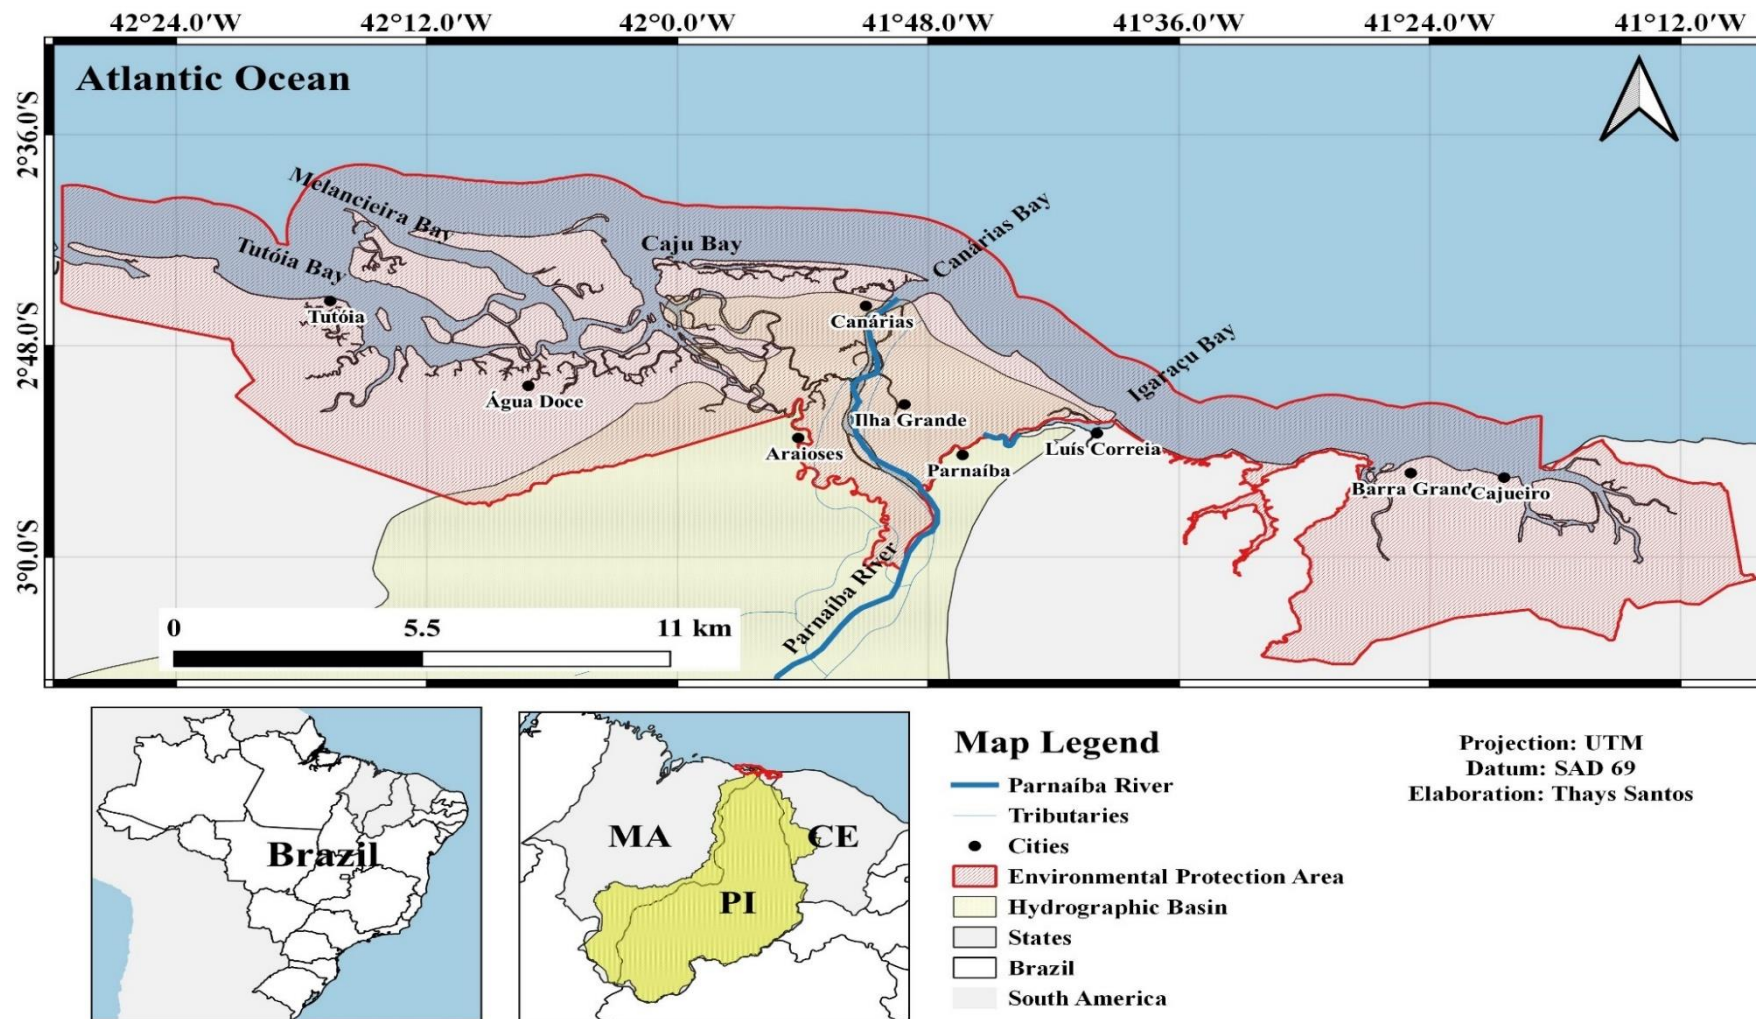 42°24.0′W 42°12.0′W 42°0.0′W 41°48.0′W 41°36.0′W 41°24.0′W 41°12.0′W
Atlantic Ocean
2°36.0′S
Melancieira Bay
Tutóia Bay
Caju Bay
Canárias Bay
Tutóia
Canárias
2°48.0′S
Igaraçu Bay
Água Doce
Ilha Grande
Araioses
Parnaíba
Luís Correia
Barra Grand
Cajueiro
3°0.0′S
Parnaíba River
0 5.5 11 km
Brazil
MA
CE
PI
Map Legend
Parnaíba River
Tributaries
Cities
Environmental Protection Area
Hydrographic Basin
States
Brazil
South America
Projection: UTM
Datum: SAD 69
Elaboration: Thays Santos